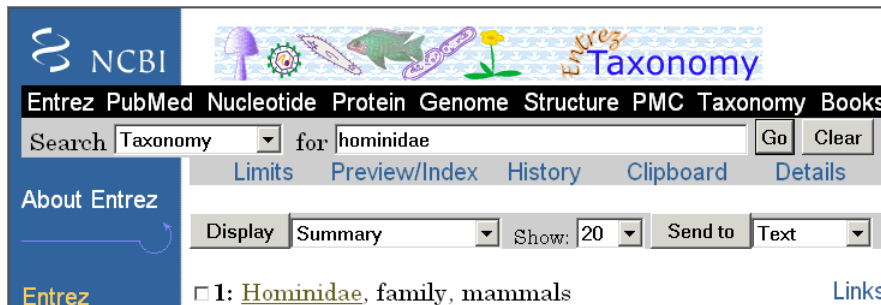 NCBI
Entrez Taxonomy
Entrez PubMed Nucleotide Protein Genome Structure PMC Taxonomy Books
Search Taxonomy for hominidae Go Clear
Limits Preview/Index History Clipboard Details
About Entrez
Display Summary Show: 20 Send to Text
Entrez
1: Hominidae, family, mammals Links